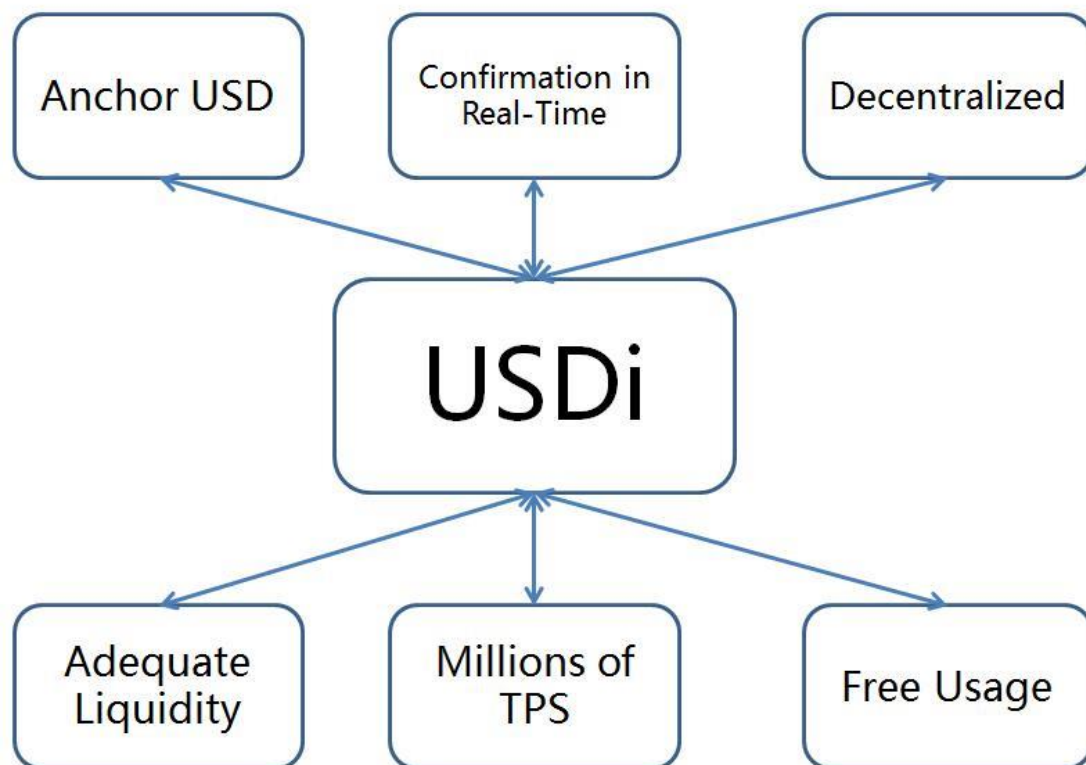 Anchor USD
Confirmation in
Real-Time
Decentralized
USDi
Adequate
Liquidity
Millions of
TPS
Free Usage